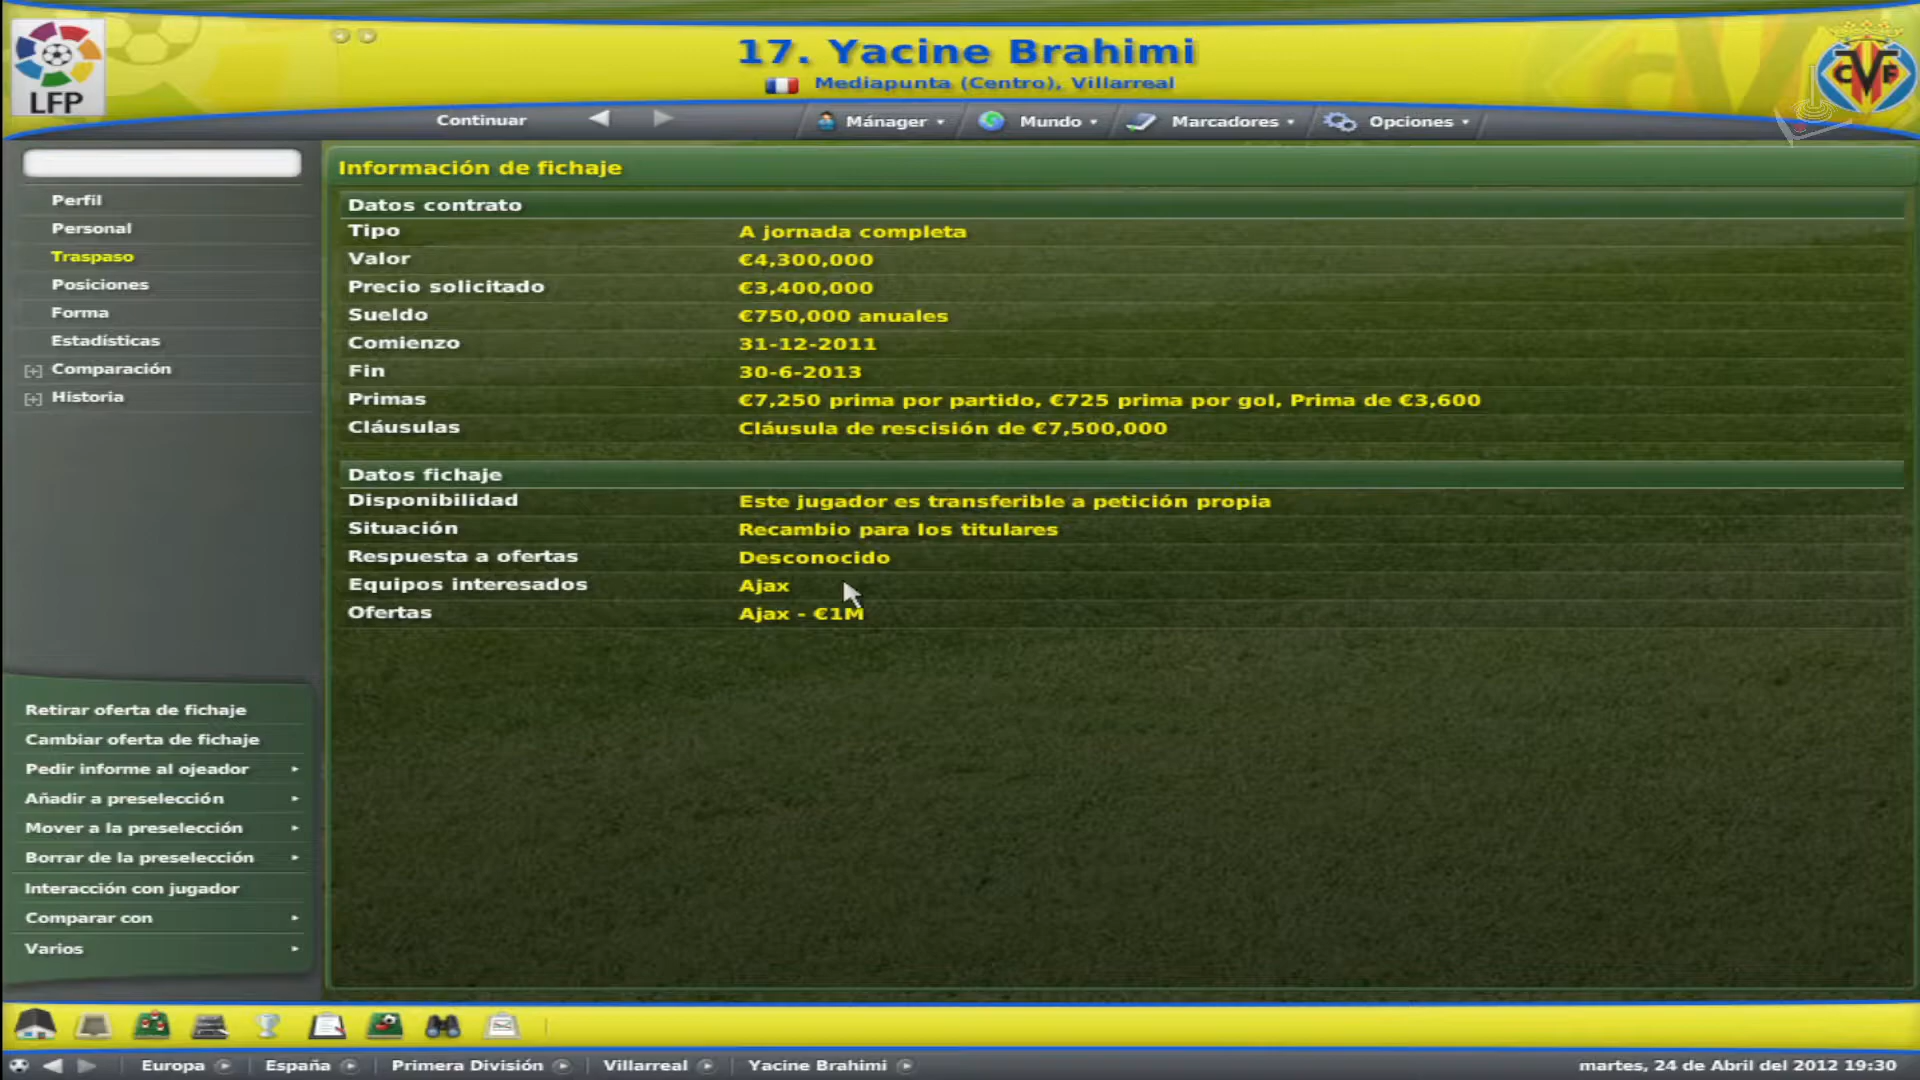 LFP
17. Yacine Brahimi
Mediapunta (Centro), Villarreal
CVF
Continuar
Mánager
Mundo
Marcadores
Opciones
Perfil
Personal
Traspaso
Posiciones
Forma
Estadísticas
[+] Comparación
[+] Historia
Información de fichaje
Datos contrato
Tipo A jornada completa
Valor €4,300,000
Precio solicitado €3,400,000
Sueldo €750,000 anuales
Comienzo 31-12-2011
Fin 30-6-2013
Primas €7,250 prima por partido, €725 prima por gol, Prima de €3,600
Cláusulas Cláusula de rescisión de €7,500,000
Datos fichaje
Disponibilidad Este jugador es transferible a petición propia
Situación Recambio para los titulares
Respuesta a ofertas Desconocido
Equipos interesados Ajax
Ofertas Ajax - €1M
Retirar oferta de fichaje
Cambiar oferta de fichaje
Pedir informe al ojeador
Añadir a preselección
Mover a la preselección
Borrar de la preselección
Interacción con jugador
Comparar con
Varios
Europa
España
Primera División
Villarreal
Yacine Brahimi
martes, 24 de Abril del 2012 19:30